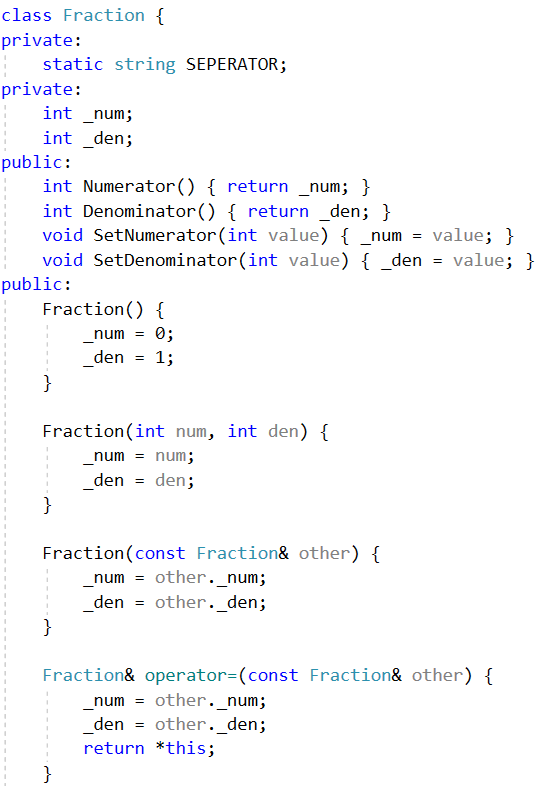 class Fraction {
private:
    static string SEPERATOR;
private:
    int _num;
    int _den;
public:
    int Numerator() { return _num; }
    int Denominator() { return _den; }
    void SetNumerator(int value) { _num = value; }
    void SetDenominator(int value) { _den = value; }
public:
    Fraction() {
        _num = 0;
        _den = 1;
    }

    Fraction(int num, int den) {
        _num = num;
        _den = den;
    }

    Fraction(const Fraction& other) {
        _num = other._num;
        _den = other._den;
    }

    Fraction& operator=(const Fraction& other) {
        _num = other._num;
        _den = other._den;
        return *this;
    }